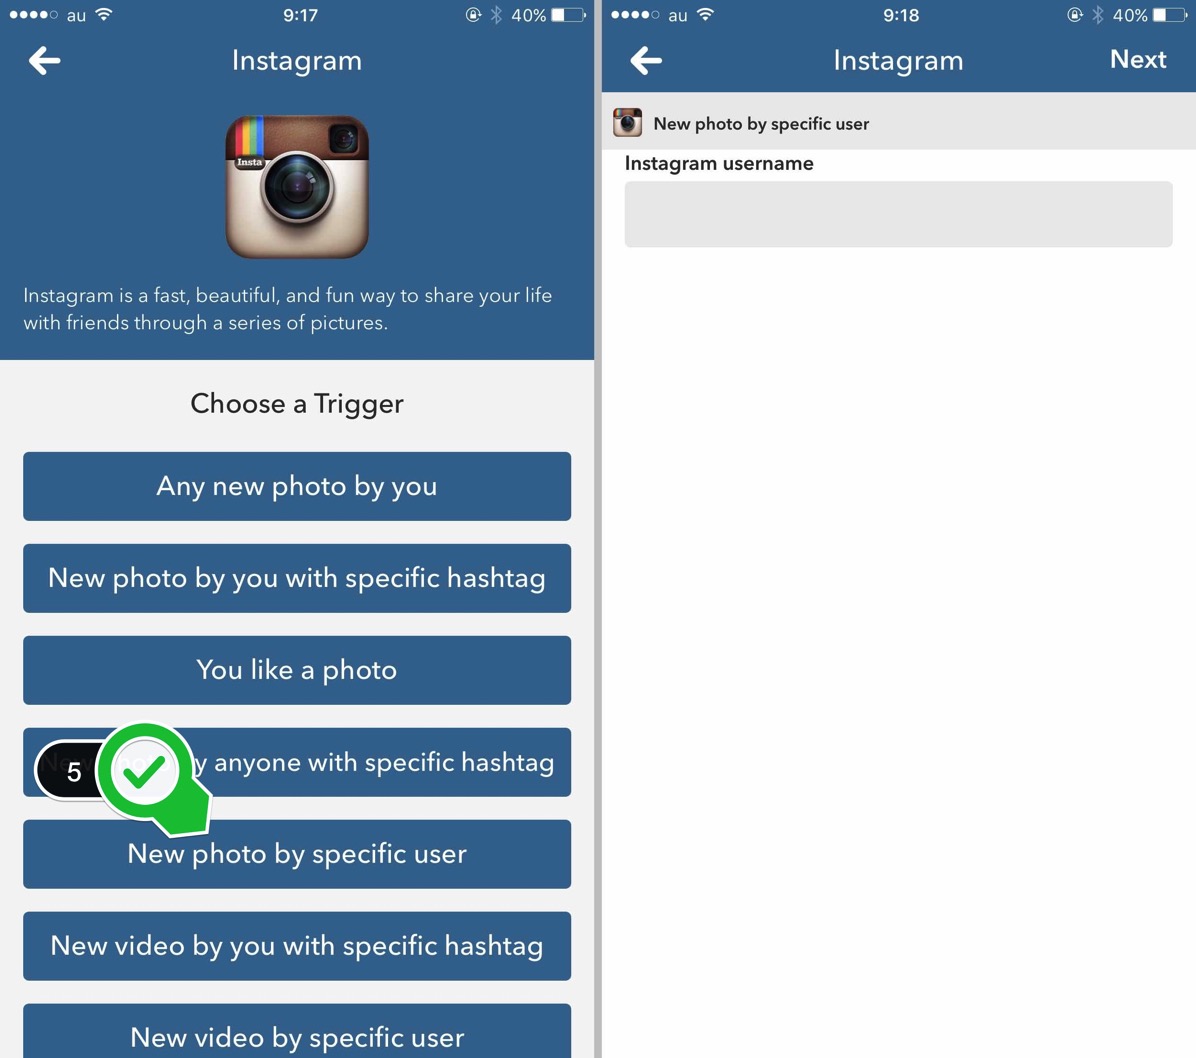 au
9:17
40%
Instagram
Insta
Instagram is a fast, beautiful, and fun way to share your life
with friends through a series of pictures.
Choose a Trigger
Any new photo by you
New photo by you with specific hashtag
You like a photo
y anyone with specific hashtag
5
New photo by specific user
New video by you with specific hashtag
New video by specific user
au
9:18
40%
Instagram
Next
New photo by specific user
Instagram username